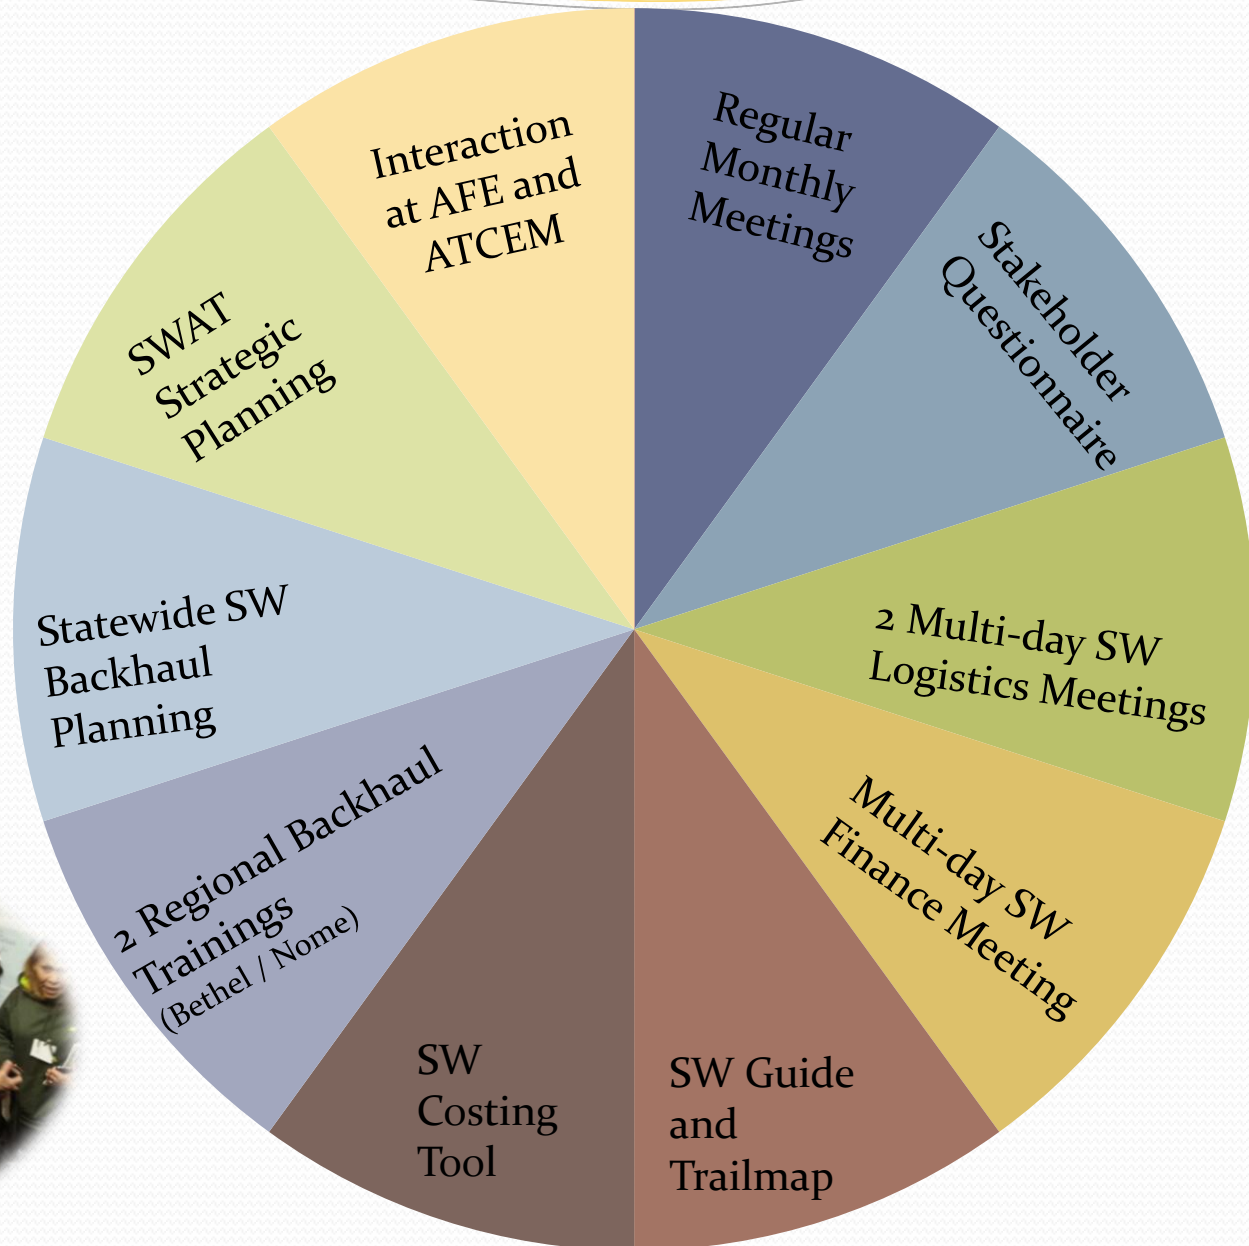 Regular
Monthly
Meetings
Stakeholder
Questionnaire
2 Multi-day SW
Logistics Meetings
Multi-day SW
Finance Meeting
SW Guide
and
Trailmap
SW
Costing
Tool
2 Regional Backhaul
Trainings
(Bethel / Nome)
Statewide SW
Backhaul
Planning
SWAT
Strategic
Planning
Interaction
at AFE and
ATCEM